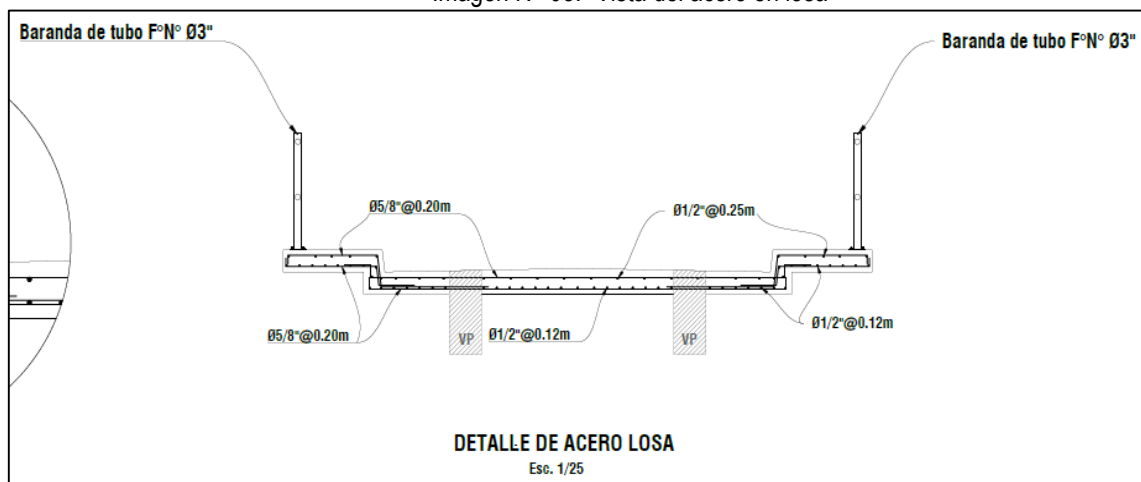 Baranda de tubo F°N° Ø3"
Baranda de tubo F°N° Ø3"
Ø5/8"@0.20m
Ø1/2"@0.25m
Ø5/8"@0.20m
VP
Ø1/2"@0.12m
VP
Ø1/2"@0.12m
DETALLE DE ACERO LOSA
Esc. 1/25